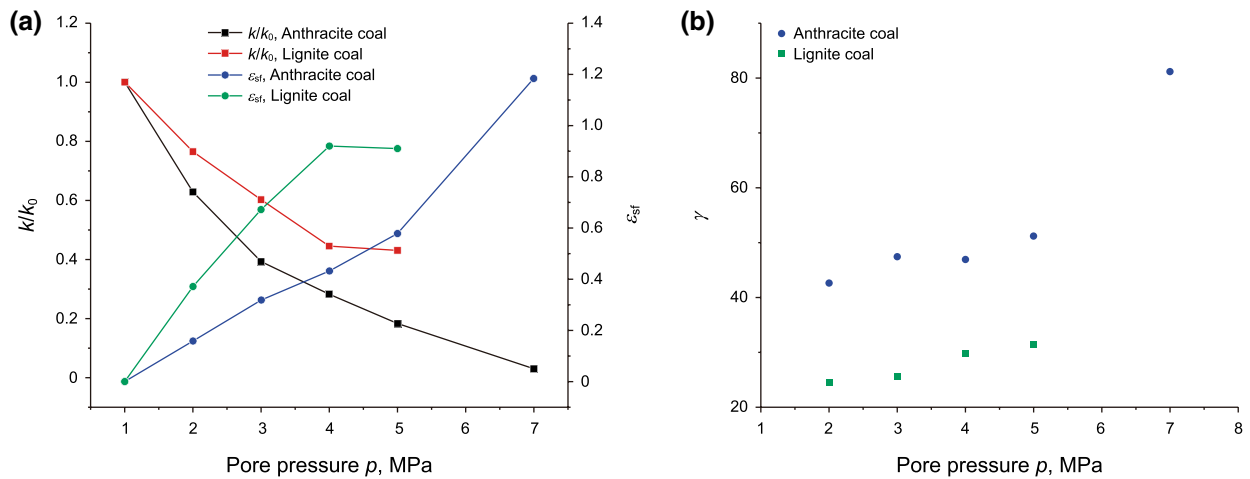 (a)
1.2
1.0
0.8
0.6
0.4
0.2
0
k/k₀
k/k₀, Anthracite coal
k/k₀, Lignite coal
εsf, Anthracite coal
εsf, Lignite coal
1.4
1.2
1.0
0.8
0.6
0.4
0.2
0
εsf
1 2 3 4 5 6 7
Pore pressure p, MPa
(b)
Anthracite coal
Lignite coal
80
60
40
20
γ
1 2 3 4 5 6 7 8
Pore pressure p, MPa